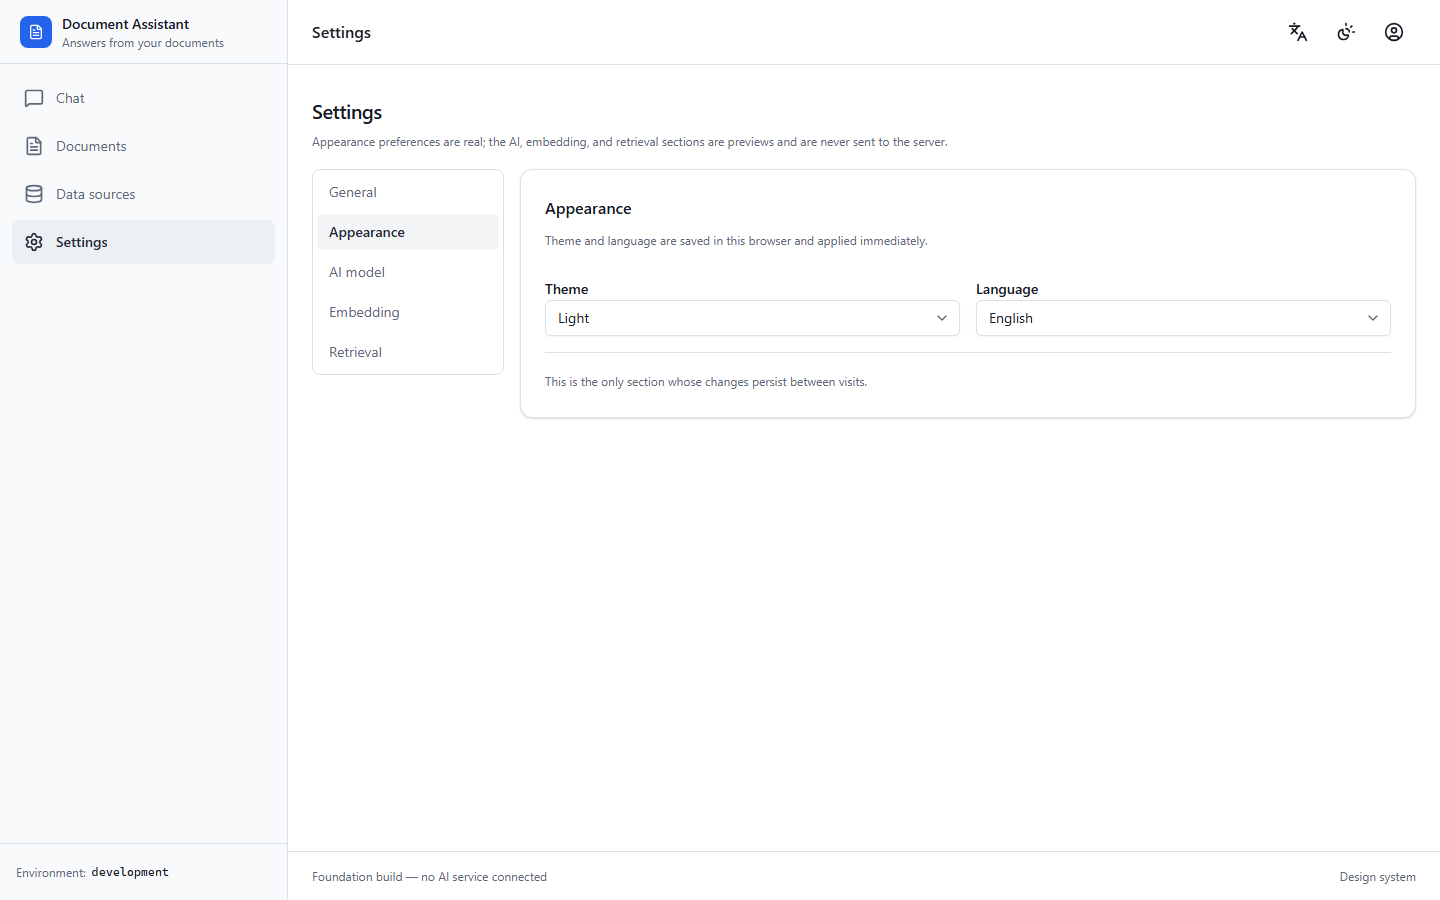 Document Assistant
Answers from your documents
Chat
Documents
Data sources
Settings
Environment: development
Settings
Settings
Appearance preferences are real; the AI, embedding, and retrieval sections are previews and are never sent to the server.
General
Appearance
AI model
Embedding
Retrieval
Appearance
Theme and language are saved in this browser and applied immediately.
Theme
Light
Language
English
This is the only section whose changes persist between visits.
Foundation build — no AI service connected
Design system